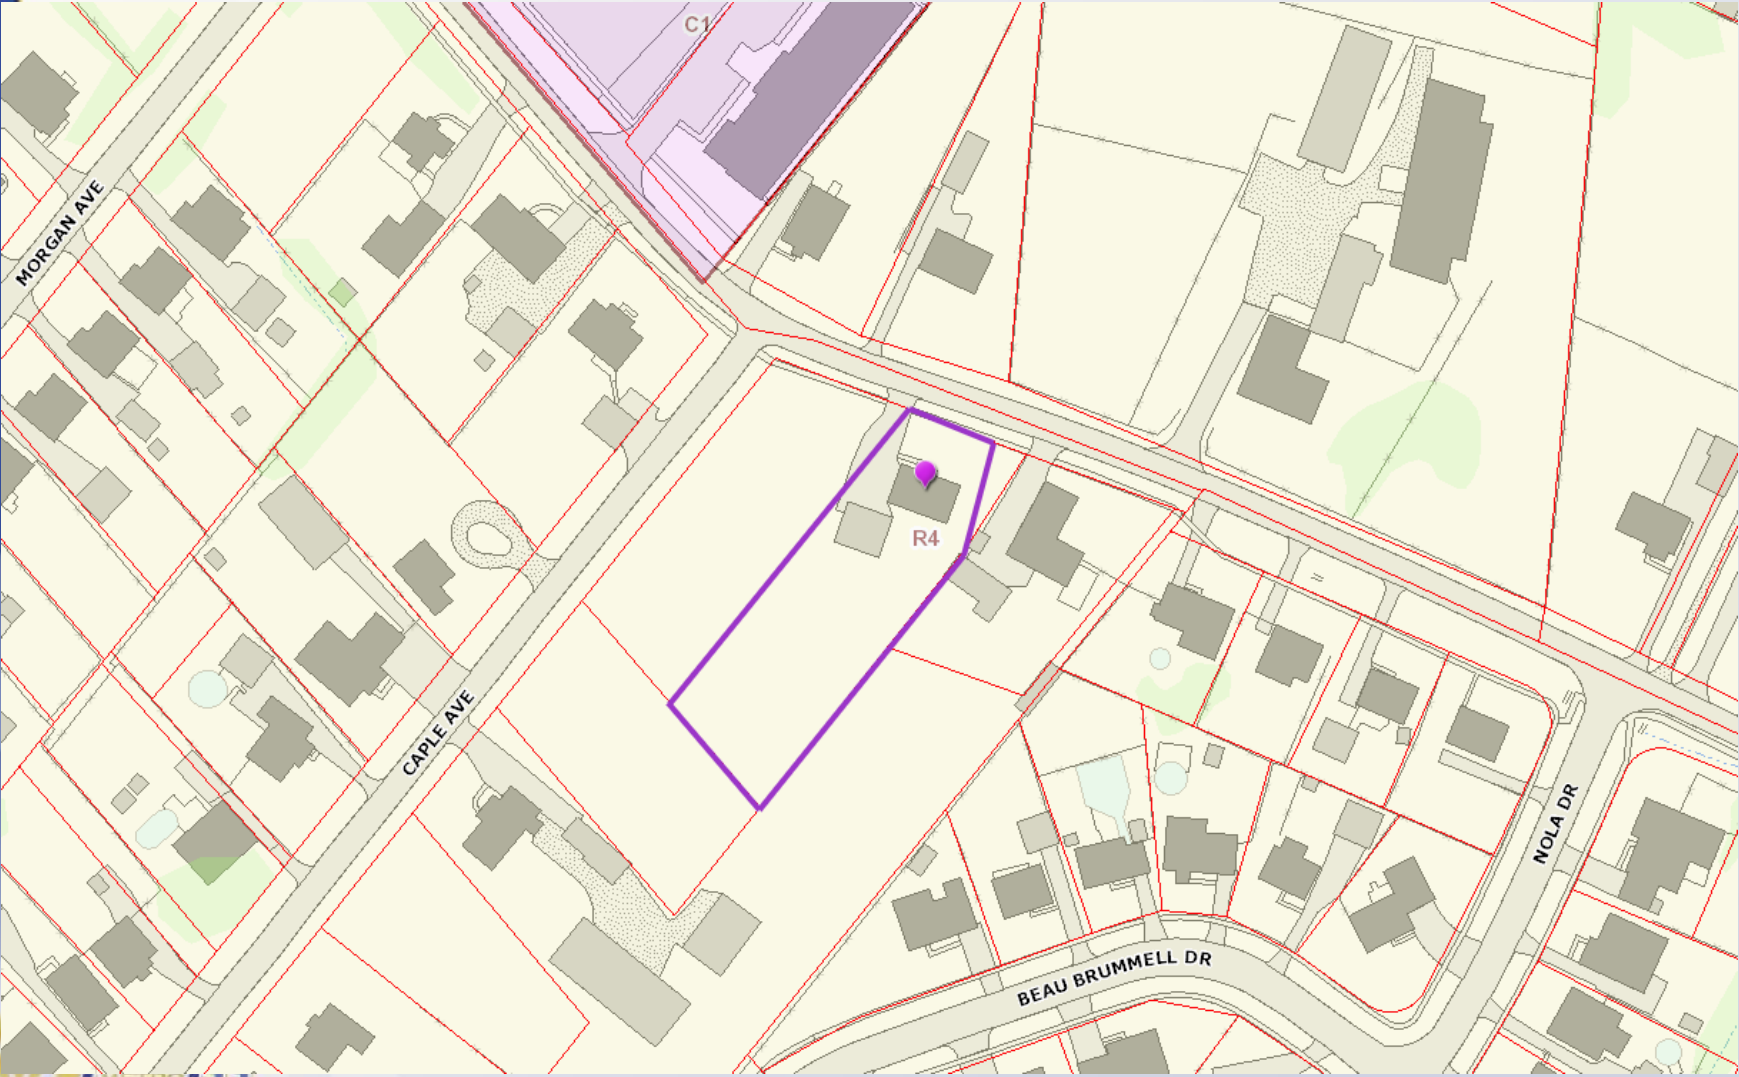 C1
MORGAN AVE
R4
CAPLE AVE
NOLA DR
BEAU BRUMMELL DR